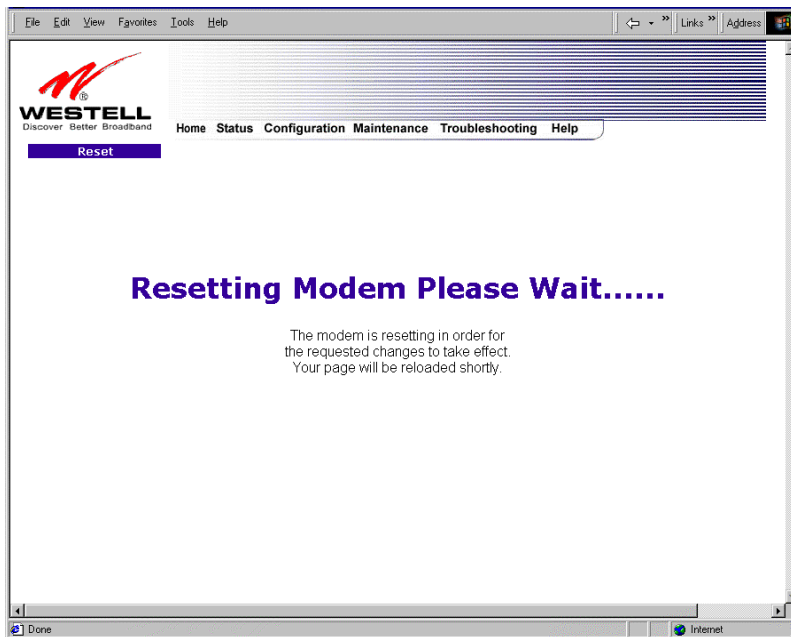 File Edit View Favorites Tools Help
Links » Address
®
WESTELL
Discover Better Broadband
Home Status Configuration Maintenance Troubleshooting Help
Reset
Resetting Modem Please Wait......
The modem is resetting in order for
the requested changes to take effect.
Your page will be reloaded shortly.
Done
Internet